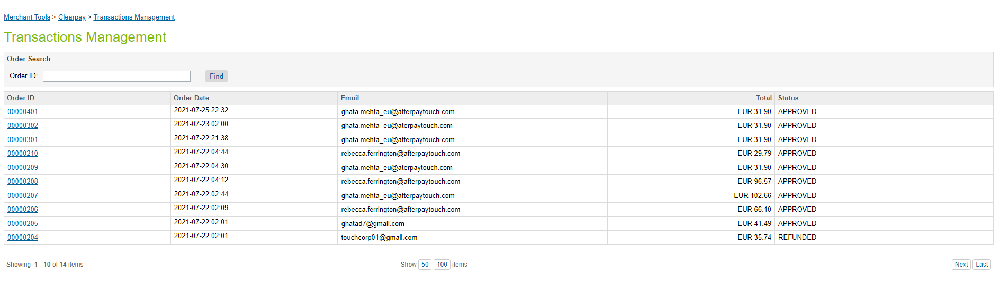 Merchant Tools > Clearpay > Transactions Management
Transactions Management
Order Search
Order ID: Find
Order ID Order Date Email Total Status
00000401 2021-07-25 22:32 ghata.mehta_eu@afterpaytouch.com EUR 31.90 APPROVED
00000302 2021-07-23 02:00 ghata.mehta_eu@aterpaytouch.com EUR 31.90 APPROVED
00000301 2021-07-22 21:38 ghata.mehta_eu@afterpaytouch.com EUR 31.90 APPROVED
00000210 2021-07-22 04:44 rebecca.ferrington@afterpaytouch.com EUR 29.79 APPROVED
00000209 2021-07-22 04:30 ghata.mehta_eu@aterpaytouch.com EUR 31.90 APPROVED
00000208 2021-07-22 04:12 rebecca.ferrington@afterpaytouch.com EUR 96.57 APPROVED
00000207 2021-07-22 02:44 ghata.mehta_eu@afterpaytouch.com EUR 102.66 APPROVED
00000206 2021-07-22 02:09 rebecca.ferrington@afterpaytouch.com EUR 66.10 APPROVED
00000205 2021-07-22 02:01 ghatad7@gmail.com EUR 41.49 APPROVED
00000204 2021-07-22 02:01 touchcorp01@gmail.com EUR 35.74 REFUNDED
Showing 1 - 10 of 14 items Show 50 100 items Next Last